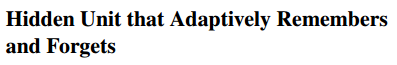 Hidden Unit that Adaptively Remembers
and Forgets